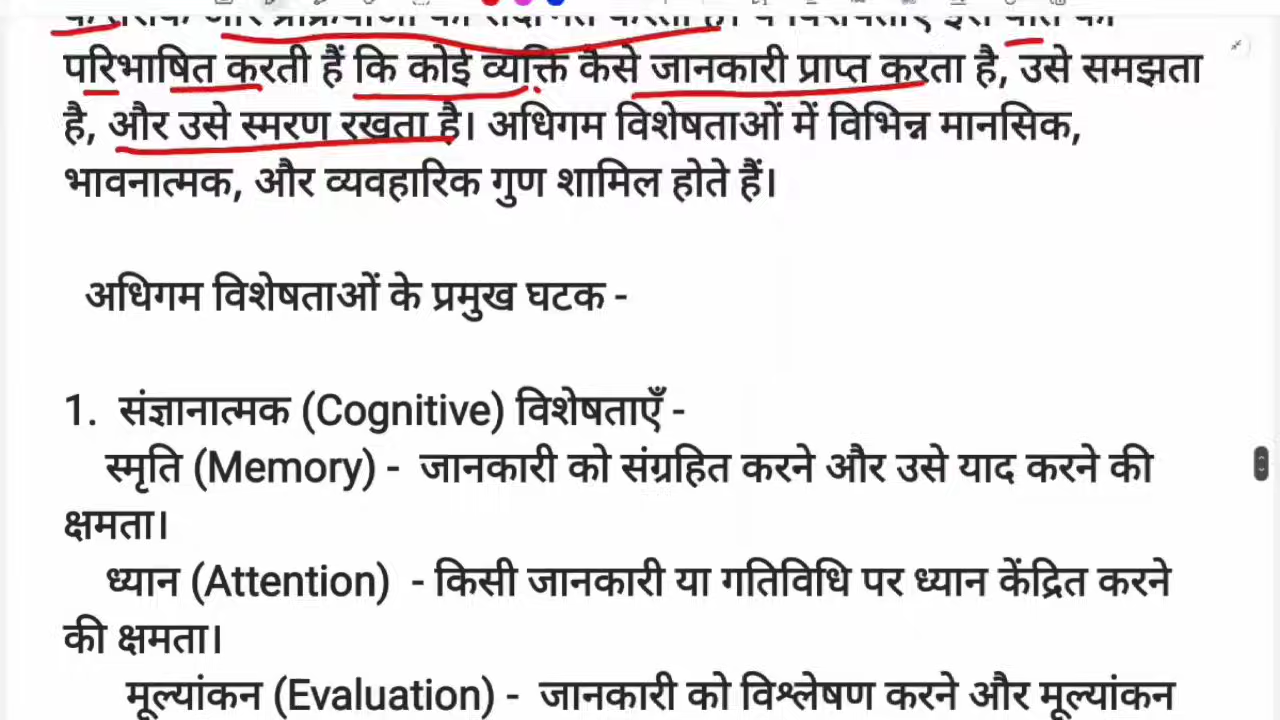 परिभाषित करती हैं कि कोई व्यक्ति कैसे जानकारी प्राप्त करता है, उसे समझता
है, और उसे स्मरण रखता है। अधिगम विशेषताओं में विभिन्न मानसिक,
भावनात्मक, और व्यवहारिक गुण शामिल होते हैं।
अधिगम विशेषताओं के प्रमुख घटक -
1. संज्ञानात्मक (Cognitive) विशेषताएँ -
स्मृति (Memory) - जानकारी को संग्रहित करने और उसे याद करने की
क्षमता।
ध्यान (Attention) - किसी जानकारी या गतिविधि पर ध्यान केंद्रित करने
की क्षमता।
मूल्यांकन (Evaluation) - जानकारी को विश्लेषण करने और मूल्यांकन